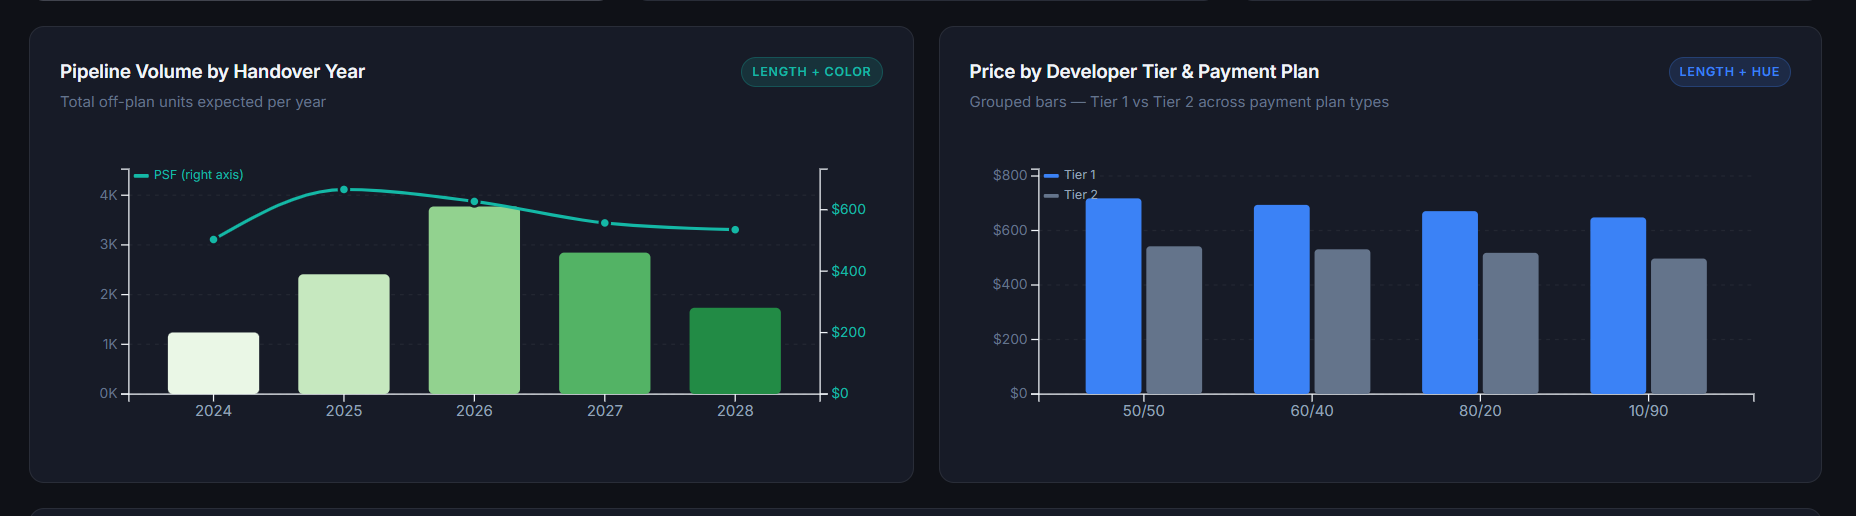 Pipeline Volume by Handover Year
LENGTH + COLOR
Total off-plan units expected per year
PSF (right axis)
4K
3K
2K
1K
0K
$600
$400
$200
$0
2024
2025
2026
2027
2028
Price by Developer Tier & Payment Plan
LENGTH + HUE
Grouped bars — Tier 1 vs Tier 2 across payment plan types
Tier 1
Tier 2
$800
$600
$400
$200
$0
50/50
60/40
80/20
10/90